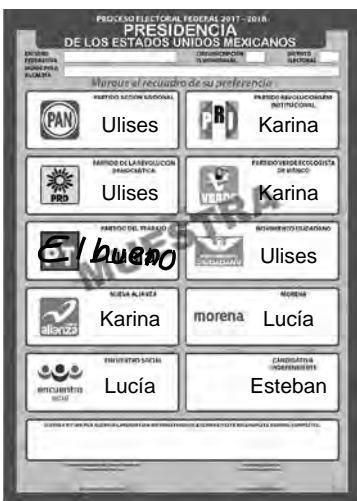 PROCESO ELECTORAL FEDERAL 2017 - 2018
PRESIDENCIA
DE LOS ESTADOS UNIDOS MEXICANOS
Marque el recuadro de su preferencia
PARTIDO ACCIÓN NACIONAL
PAN
Ulises
PARTIDO REVOLUCIONARIO
INSTITUCIONAL
PRI
Karina
PARTIDO DE LA REVOLUCIÓN
DEMOCRÁTICA
PRD
Ulises
PARTIDO VERDE ECOLOGISTA
DE MÉXICO
VERDE
Karina
PARTIDO DEL TRABAJO
El bueno
MOVIMIENTO CIUDADANO
CIUDADANO
Ulises
NUEVA ALIANZA
alianza
Karina
MORENA
morena
Lucía
ENCUENTRO SOCIAL
encuentro
social
Lucía
CANDIDATO/A
INDEPENDIENTE
Esteban
MUESTRA